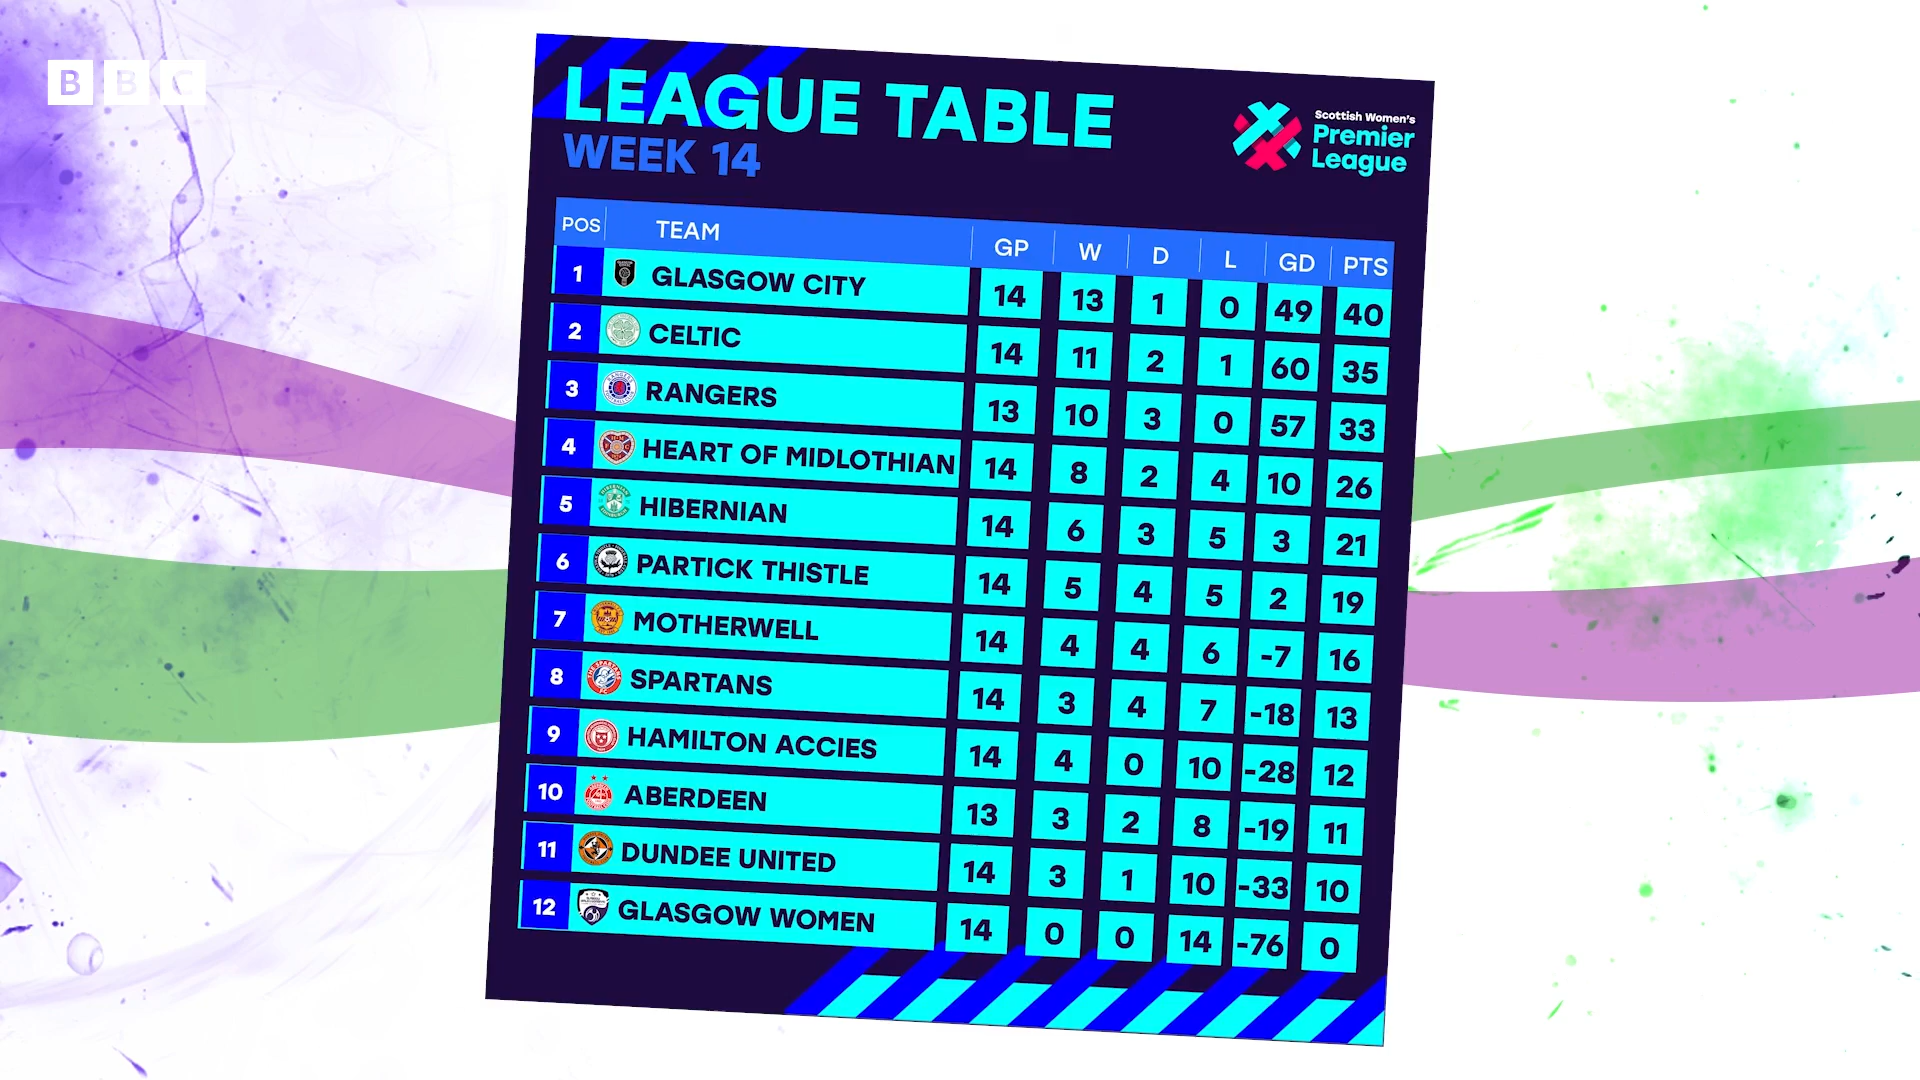 BBC
LEAGUE TABLE
WEEK 14
Scottish Women's
Premier
League
POS TEAM GP W D L GD PTS
1 GLASGOW CITY 14 13 1 0 49 40
2 CELTIC 14 11 2 1 60 35
3 RANGERS 13 10 3 0 57 33
4 HEART OF MIDLOTHIAN 14 8 2 4 10 26
5 HIBERNIAN 14 6 3 5 3 21
6 PARTICK THISTLE 14 5 4 5 2 19
7 MOTHERWELL 14 4 4 6 -7 16
8 SPARTANS 14 3 4 7 -18 13
9 HAMILTON ACCIES 14 4 0 10 -28 12
10 ABERDEEN 13 3 2 8 -19 11
11 DUNDEE UNITED 14 3 1 10 -33 10
12 GLASGOW WOMEN 14 0 0 14 -76 0